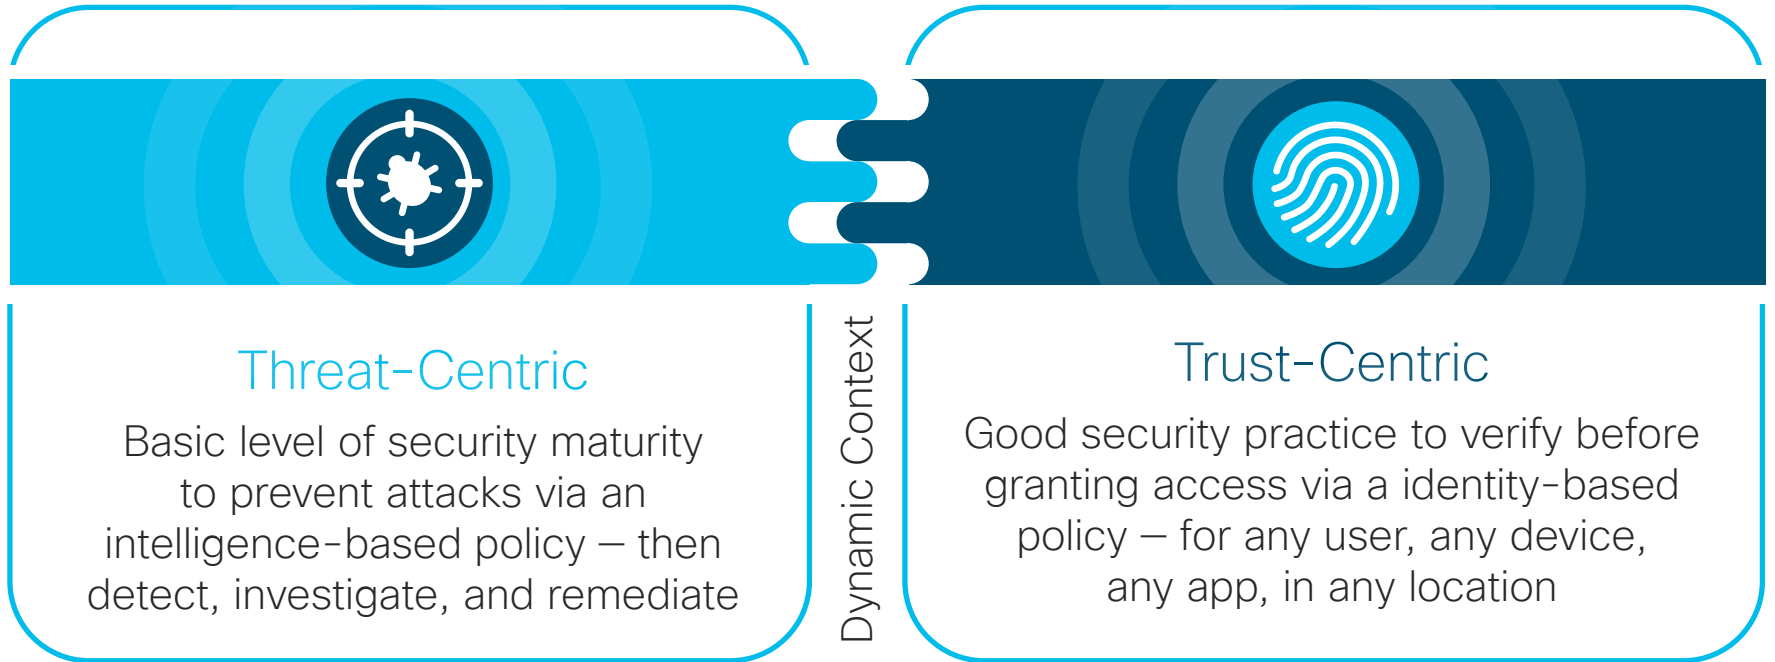 Threat-Centric
Basic level of security maturity
to prevent attacks via an
intelligence-based policy – then
detect, investigate, and remediate
Dynamic Context
Trust-Centric
Good security practice to verify before
granting access via a identity-based
policy – for any user, any device,
any app, in any location